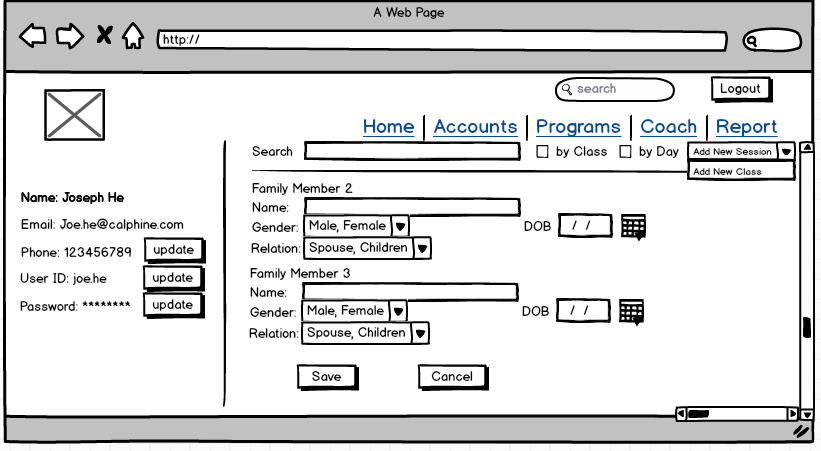 A Web Page
http://
search
Logout
Home Accounts Programs Coach Report
Search by Class by Day Add New Session
Add New Class
Name: Joseph He
Email: Joe.he@calphine.com
Phone: 123456789 update
User ID: joe.he update
Password: ******** update
Family Member 2
Name:
Gender: Male, Female DOB / /
Relation: Spouse, Children
Family Member 3
Name:
Gender: Male, Female DOB / /
Relation: Spouse, Children
Save Cancel